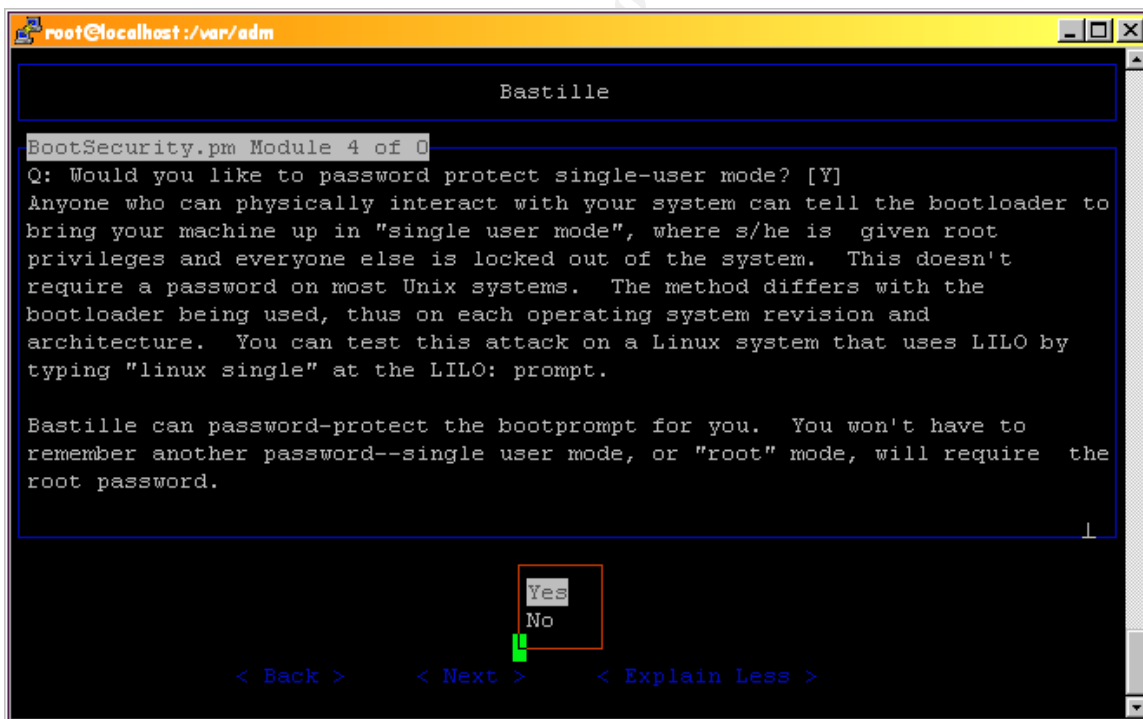 root@localhost:/var/adm
Bastille
BootSecurity.pm Module 4 of 0
Q: Would you like to password protect single-user mode? [Y]
Anyone who can physically interact with your system can tell the bootloader to
bring your machine up in "single user mode", where s/he is  given root
privileges and everyone else is locked out of the system.  This doesn't
require a password on most Unix systems.  The method differs with the
bootloader being used, thus on each operating system revision and
architecture.  You can test this attack on a Linux system that uses LILO by
typing "linux single" at the LILO: prompt.
Bastille can password-protect the bootprompt for you.  You won't have to
remember another password--single user mode, or "root" mode, will require  the
root password.
Yes
No
< Back > < Next > < Explain Less >